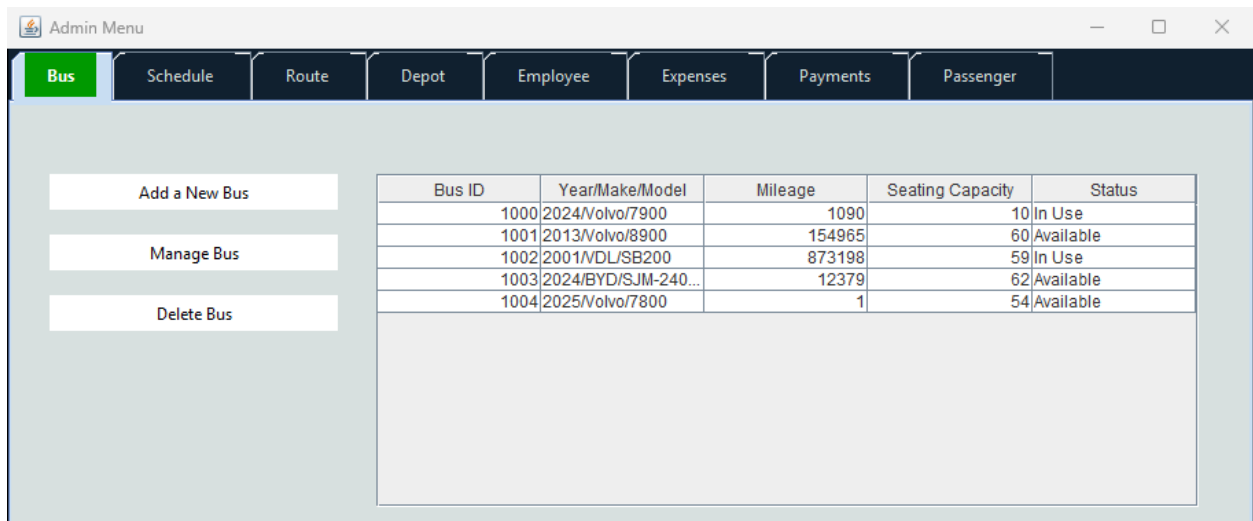 Admin Menu
Bus Schedule Route Depot Employee Expenses Payments Passenger
Add a New Bus
Manage Bus
Delete Bus
Bus ID Year/Make/Model Mileage Seating Capacity Status
1000 2024/Volvo/7900 1090 10 In Use
1001 2013/Volvo/8900 154965 60 Available
1002 2001/VDL/SB200 873198 59 In Use
1003 2024/BYD/SJM-240... 12379 62 Available
1004 2025/Volvo/7800 1 54 Available